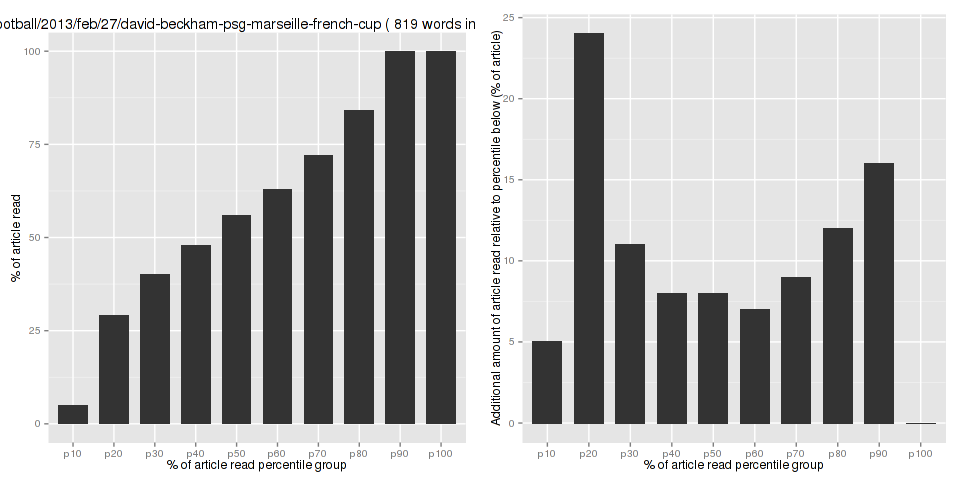 ootball/2013/feb/27/david-beckham-psg-marseille-french-cup ( 819 words in
% of article read
100
75
50
25
0
p10 p20 p30 p40 p50 p60 p70 p80 p90 p100
% of article read percentile group
Additional amount of article read relative to percentile below (% of article)
25
20
15
10
5
0
p10 p20 p30 p40 p50 p60 p70 p80 p90 p100
% of article read percentile group